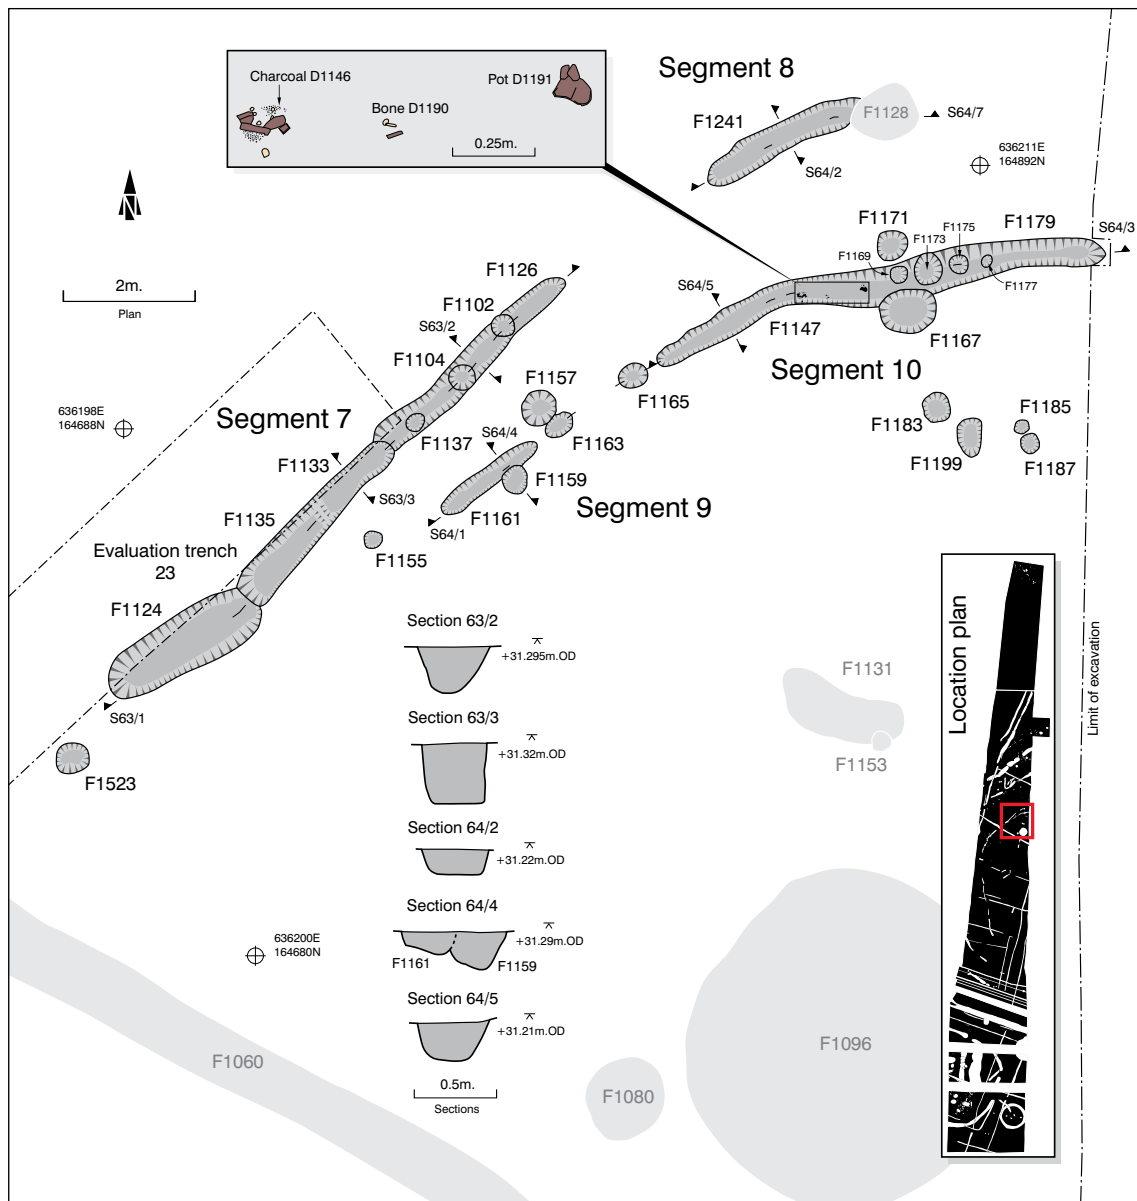 Charcoal D1146
Bone D1190
Pot D1191
0.25m.
Segment 8
F1241
F1128
S64/7
S64/2
636211E
164892N
N
2m.
Plan
F1171
F1169
F1173
F1175
F1179
F1177
S64/3
S64/5
F1147
F1167
Segment 10
F1126
F1102
S63/2
F1104
F1165
F1157
F1163
636198E
164688N
Segment 7
F1137
S64/4
F1133
S63/3
F1159
F1161
S64/1
Segment 9
F1183
F1199
F1185
F1187
F1135
Evaluation trench
23
F1155
F1124
S63/1
F1523
Section 63/2
+31.295m.OD
Section 63/3
+31.32m.OD
Section 64/2
+31.22m.OD
Section 64/4
+31.29m.OD
F1161
F1159
Section 64/5
+31.21m.OD
0.5m.
Sections
F1131
F1153
Location plan
Limit of excavation
636200E
164680N
F1060
F1080
F1096